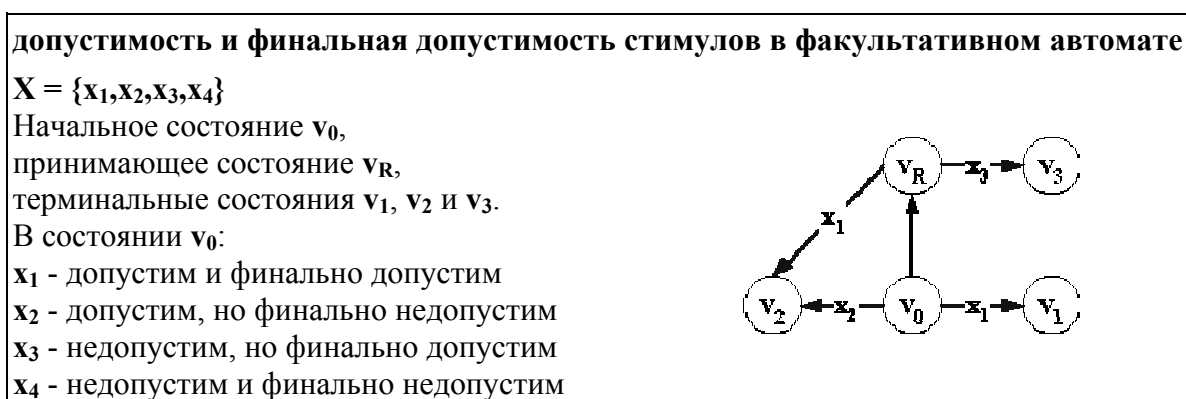 допустимость и финальная допустимость стимулов в факультативном автомате
X = {x₁,x₂,x₃,x₄}
Начальное состояние v₀,
принимающее состояние v_R,
терминальные состояния v₁, v₂ и v₃.
В состоянии v₀:
x₁ - допустим и финально допустим
x₂ - допустим, но финально недопустим
x₃ - недопустим, но финально допустим
x₄ - недопустим и финально недопустим
v_R x₃ v₃
x₁
v₂ x₂ v₀ x₁ v₁